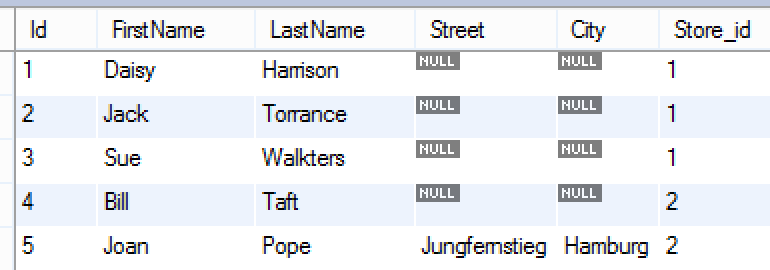 Id FirstName LastName Street City Store_id
1 Daisy Harrison NULL NULL 1
2 Jack Torrance NULL NULL 1
3 Sue Walkters NULL NULL 1
4 Bill Taft NULL NULL 2
5 Joan Pope Jungfernstieg Hamburg 2